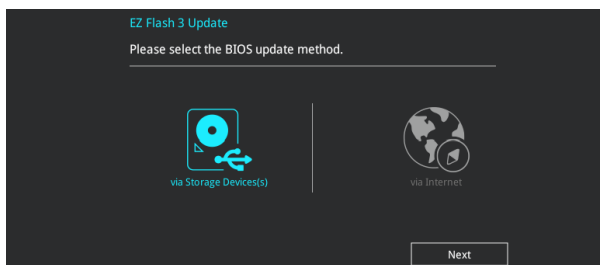 EZ Flash 3 Update
Please select the BIOS update method.
via Storage Devices(s)
via Internet
Next